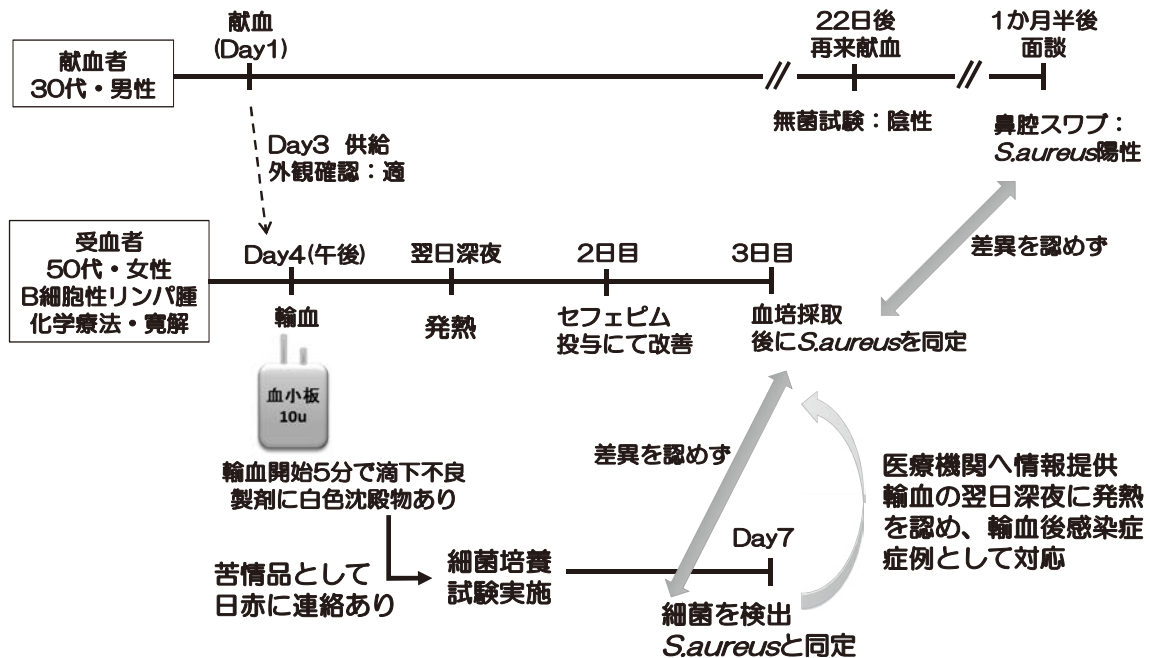 献血
(Day1)
22日後
再来献血
1か月半後
面談
献血者
30代・男性
無菌試験：陰性
鼻腔スワブ：
S.aureus陽性
Day3 供給
外観確認：適
受血者
50代・女性
B細胞性リンパ腫
化学療法・寛解
Day4(午後)
翌日深夜
2日目
3日目
差異を認めず
輸血
発熱
セフェピム
投与にて改善
血培採取
後にS.aureusを同定
血小板
10u
輸血開始5分で滴下不良
製剤に白色沈殿物あり
差異を認めず
医療機関へ情報提供
輸血の翌日深夜に発熱
を認め、輸血後感染症
症例として対応
苦情品として
日赤に連絡あり
細菌培養
試験実施
Day7
細菌を検出
S.aureusと同定